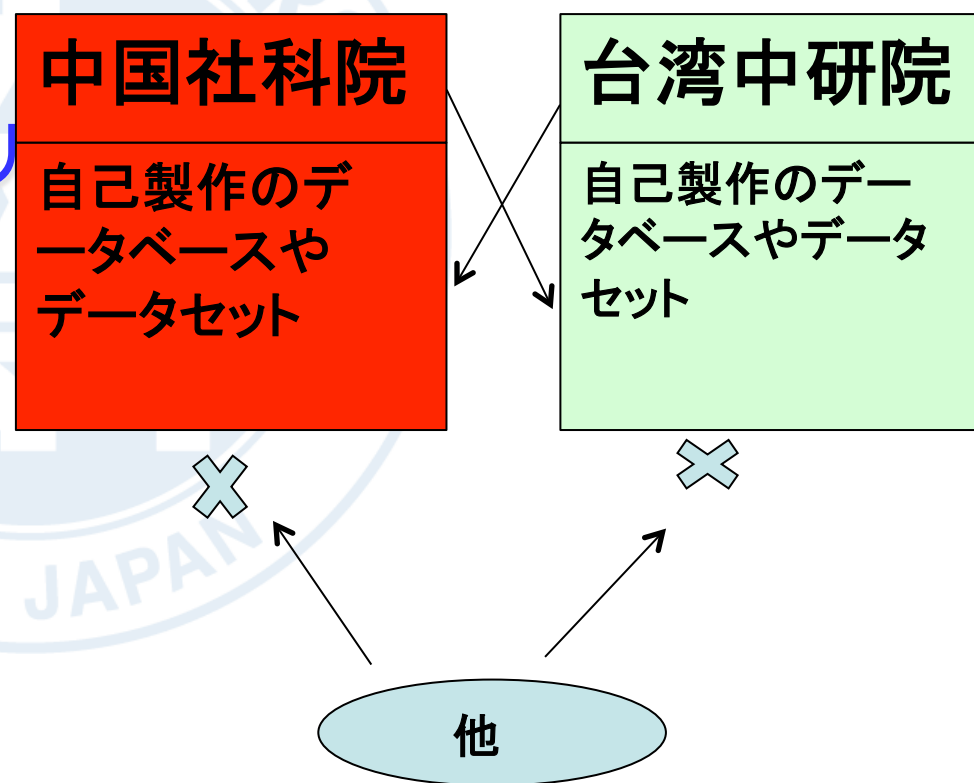 中国社科院
自己製作のデ
ータベースや
データセット
台湾中研院
自己製作のデー
タベースやデータ
セット
JAPAN
他